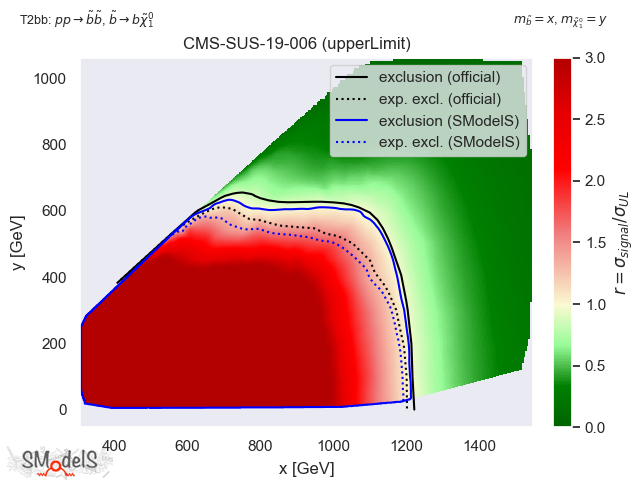 T2bb: pp → b̃b̃, b̃ → bχ̃₁⁰
m_b̃ = x, m_χ̃₁⁰ = y
CMS-SUS-19-006 (upperLimit)
exclusion (official)
exp. excl. (official)
exclusion (SModelS)
exp. excl. (SModelS)
1000
800
600
400
200
0
y [GeV]
400
600
800
1000
1200
1400
x [GeV]
3.0
2.5
2.0
1.5
1.0
0.5
0.0
r = σ_signal/σ_UL
SModelS